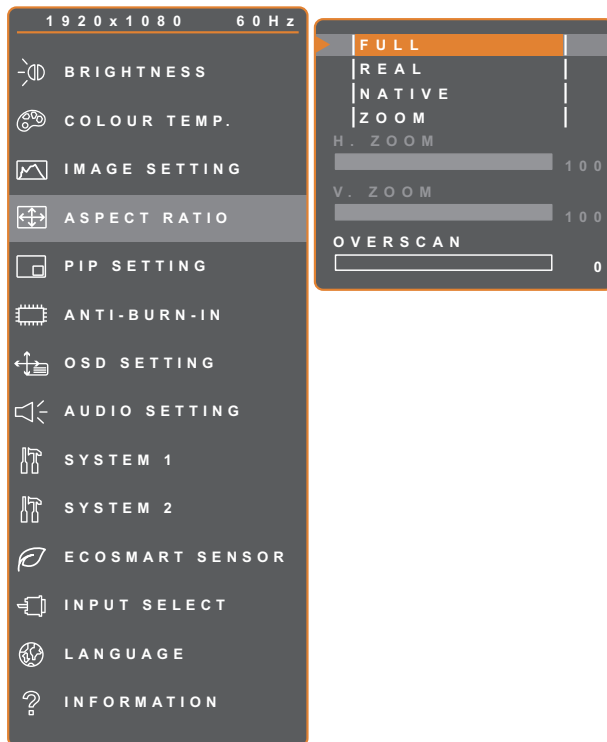 1920x1080 60Hz
BRIGHTNESS
COLOUR TEMP.
IMAGE SETTING
ASPECT RATIO
PIP SETTING
ANTI-BURN-IN
OSD SETTING
AUDIO SETTING
SYSTEM 1
SYSTEM 2
ECOSMART SENSOR
INPUT SELECT
LANGUAGE
INFORMATION
FULL
REAL
NATIVE
ZOOM
H. ZOOM
100
V. ZOOM
100
OVERSCAN
0